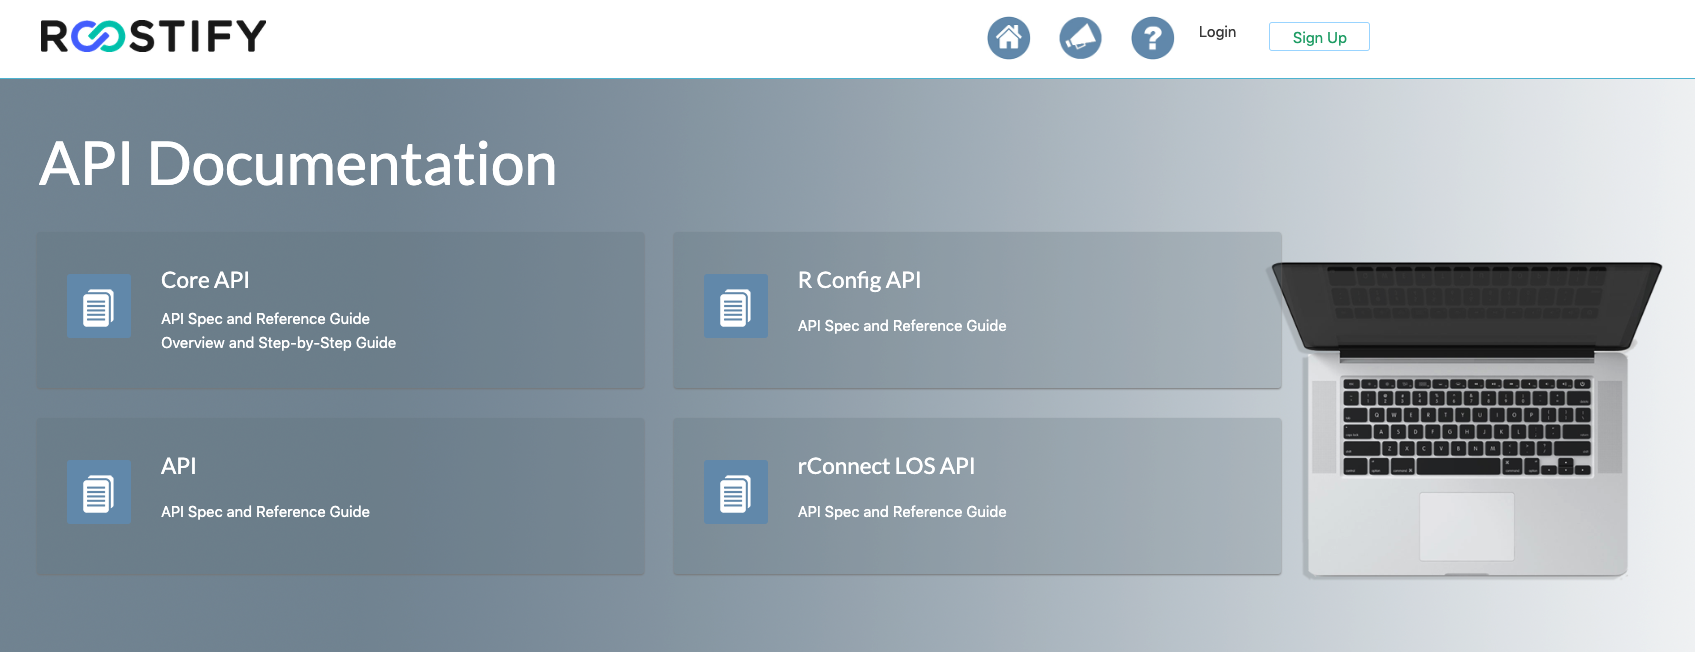 ROOSTIFY
?
Login
Sign Up
API Documentation
Core API
API Spec and Reference Guide
Overview and Step-by-Step Guide
R Config API
API Spec and Reference Guide
API
API Spec and Reference Guide
rConnect LOS API
API Spec and Reference Guide